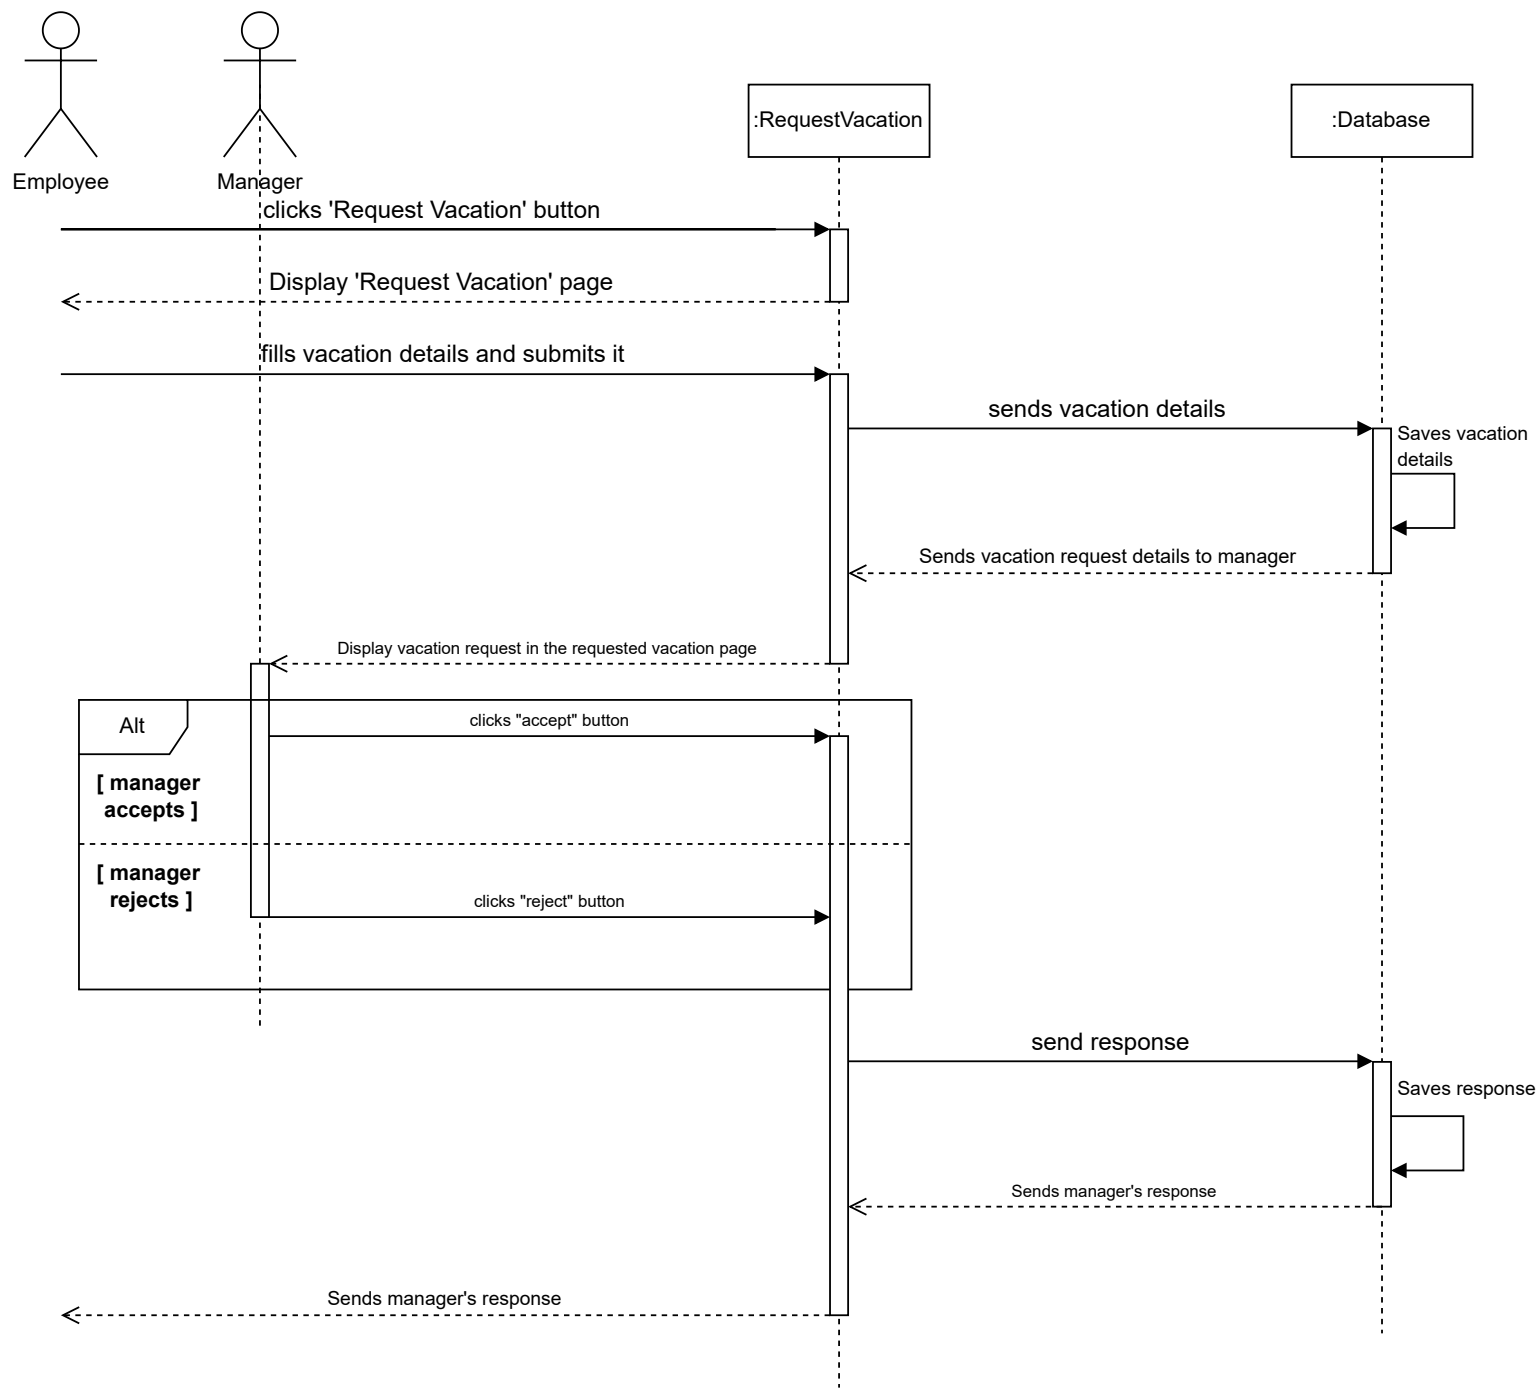 Employee
Manager
:RequestVacation
:Database
clicks 'Request Vacation' button
Display 'Request Vacation' page
fills vacation details and submits it
sends vacation details
Saves vacation
details
Sends vacation request details to manager
Display vacation request in the requested vacation page
Alt
clicks "accept" button
[ manager
accepts ]
[ manager
rejects ]
clicks "reject" button
send response
Saves response
Sends manager's response
Sends manager's response